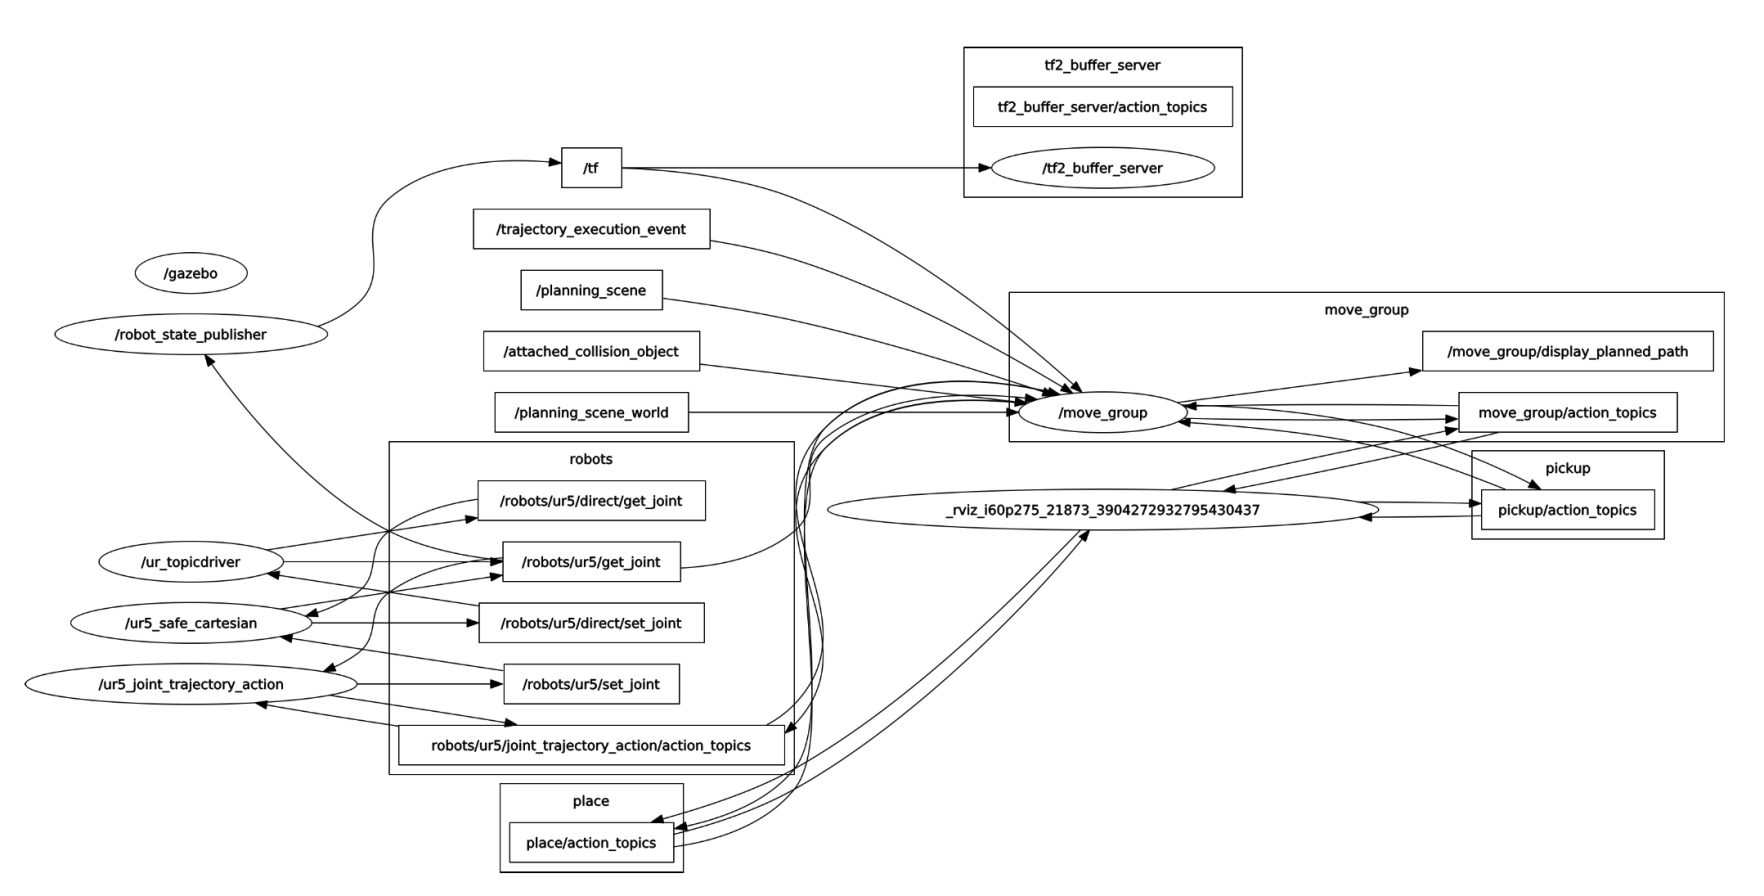 tf2_buffer_server
tf2_buffer_server/action_topics
/tf
/tf2_buffer_server
/trajectory_execution_event
/gazebo
/planning_scene
move_group
/robot_state_publisher
/attached_collision_object
/move_group/display_planned_path
/planning_scene_world
/move_group
move_group/action_topics
robots
pickup
/robots/ur5/direct/get_joint
_rviz_i60p275_21873_3904272932795430437
pickup/action_topics
/ur_topicdriver
/robots/ur5/get_joint
/ur5_safe_cartesian
/robots/ur5/direct/set_joint
/ur5_joint_trajectory_action
/robots/ur5/set_joint
robots/ur5/joint_trajectory_action/action_topics
place
place/action_topics